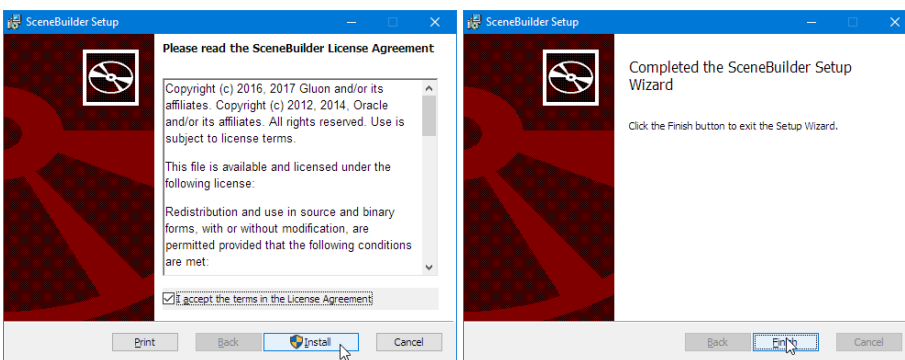 SceneBuilder Setup
Please read the SceneBuilder License Agreement
Copyright (c) 2016, 2017 Gluon and/or its
affiliates. Copyright (c) 2012, 2014, Oracle
and/or its affiliates. All rights reserved. Use is
subject to license terms.
This file is available and licensed under the
following license:
Redistribution and use in source and binary
forms, with or without modification, are
permitted provided that the following conditions
are met:
I accept the terms in the License Agreement
Print
Back
Install
Cancel
SceneBuilder Setup
Completed the SceneBuilder Setup
Wizard
Click the Finish button to exit the Setup Wizard.
Back
Finish
Cancel